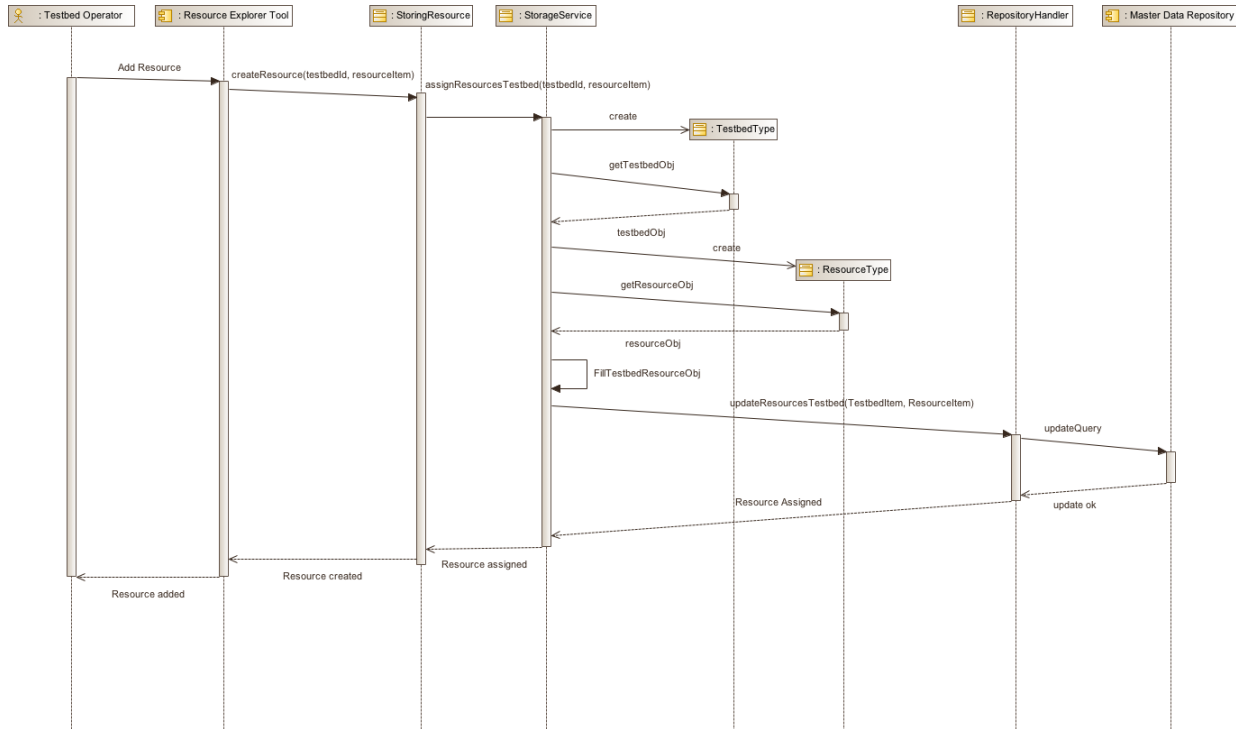 : Testbed Operator
: Resource Explorer Tool
: StoringResource
: StorageService
: RepositoryHandler
: Master Data Repository
Add Resource
createResource(testbedId, resourceItem)
assignResourcesTestbed(testbedId, resourceItem)
create
: TestbedType
getTestbedObj
testbedObj
create
: ResourceType
getResourceObj
resourceObj
FillTestbedResourceObj
updateResourcesTestbed(TestbedItem, ResourceItem)
updateQuery
Resource Assigned
update ok
Resource assigned
Resource created
Resource added